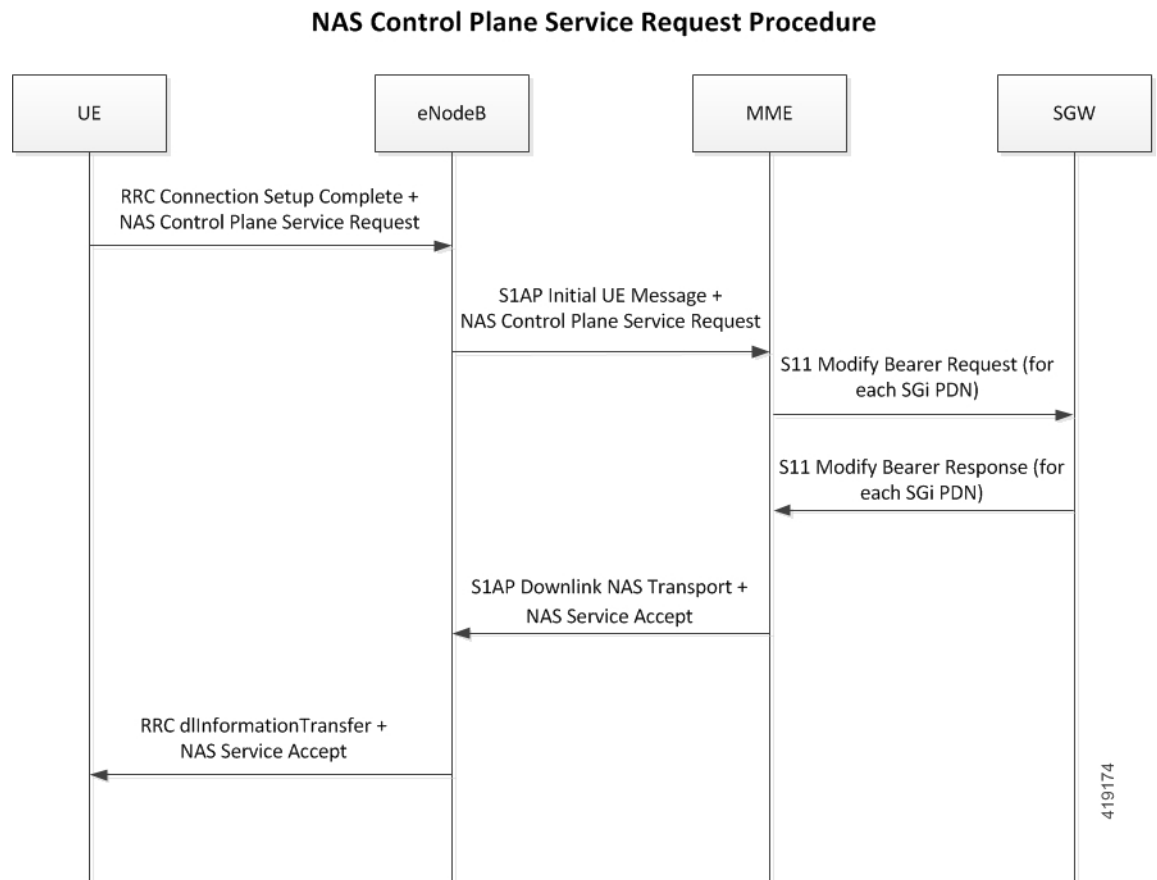 NAS Control Plane Service Request Procedure
UE
eNodeB
MME
SGW
RRC Connection Setup Complete +
NAS Control Plane Service Request
S1AP Initial UE Message +
NAS Control Plane Service Request
S11 Modify Bearer Request (for
each SGi PDN)
S11 Modify Bearer Response (for
each SGi PDN)
S1AP Downlink NAS Transport +
NAS Service Accept
RRC dlInformationTransfer +
NAS Service Accept
419174